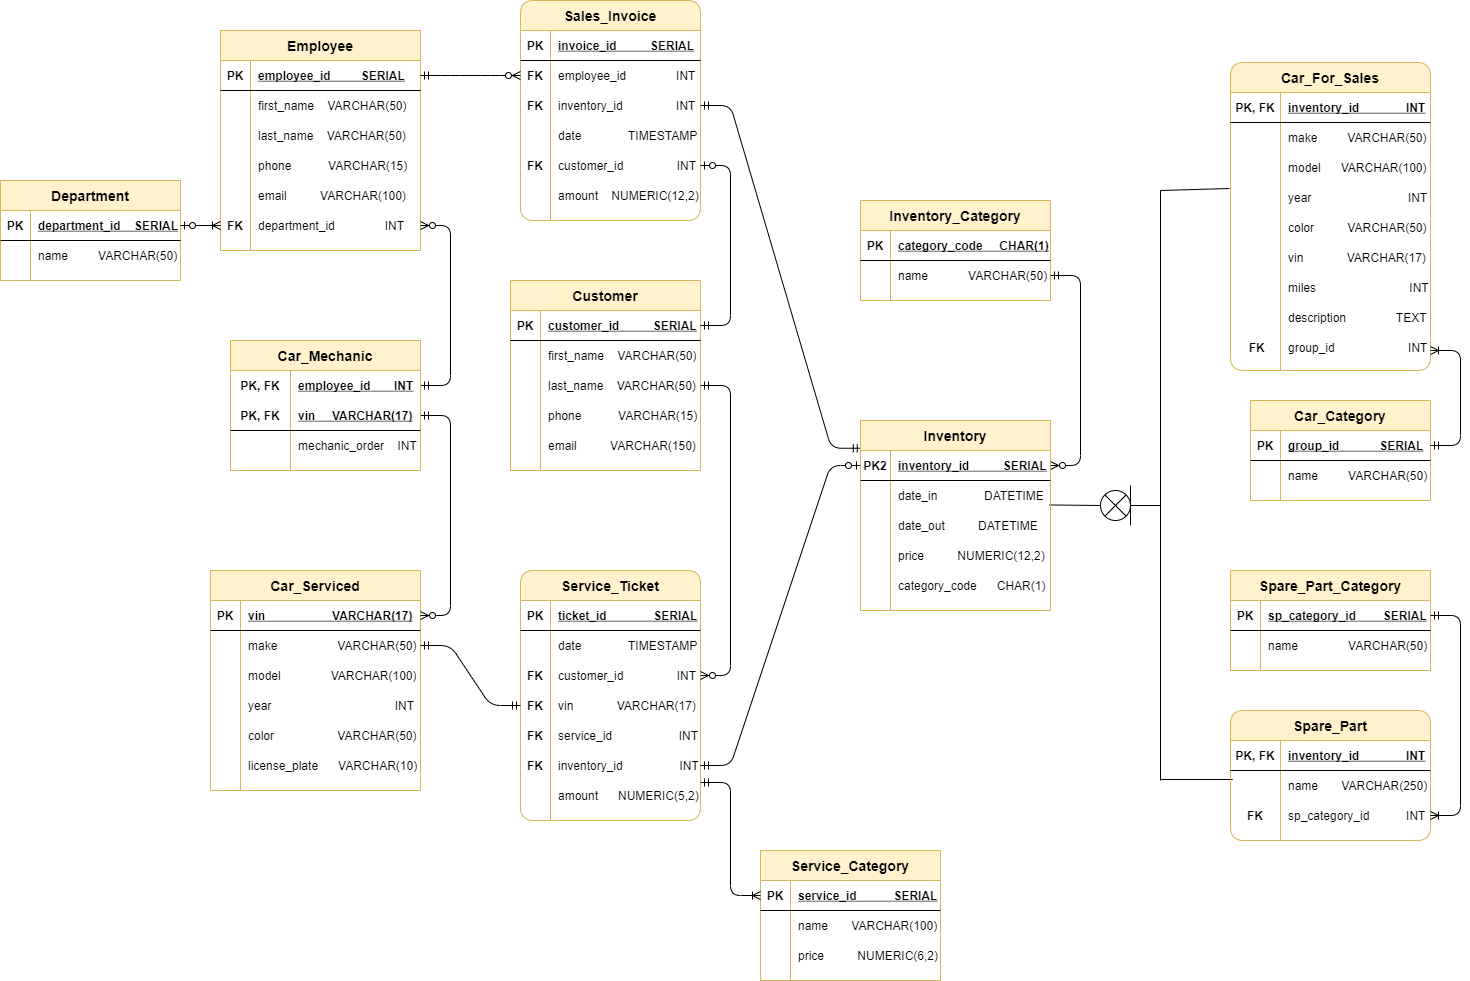 Department
PK department_id SERIAL
name VARCHAR(50)
Employee
PK employee_id SERIAL
first_name VARCHAR(50)
last_name VARCHAR(50)
phone VARCHAR(15)
email VARCHAR(100)
FK department_id INT
Car_Mechanic
PK, FK employee_id INT
PK, FK vin VARCHAR(17)
mechanic_order INT
Car_Serviced
PK vin VARCHAR(17)
make VARCHAR(50)
model VARCHAR(100)
year INT
color VARCHAR(50)
license_plate VARCHAR(10)
Sales_Invoice
PK invoice_id SERIAL
FK employee_id INT
FK inventory_id INT
date TIMESTAMP
FK customer_id INT
amount NUMERIC(12,2)
Customer
PK customer_id SERIAL
first_name VARCHAR(50)
last_name VARCHAR(50)
phone VARCHAR(15)
email VARCHAR(150)
Service_Ticket
PK ticket_id SERIAL
date TIMESTAMP
FK customer_id INT
FK vin VARCHAR(17)
FK service_id INT
FK inventory_id INT
amount NUMERIC(5,2)
Service_Category
PK service_id SERIAL
name VARCHAR(100)
price NUMERIC(6,2)
Inventory_Category
PK category_code CHAR(1)
name VARCHAR(50)
Inventory
PK2 inventory_id SERIAL
date_in DATETIME
date_out DATETIME
price NUMERIC(12,2)
category_code CHAR(1)
Car_For_Sales
PK, FK inventory_id INT
make VARCHAR(50)
model VARCHAR(100)
year INT
color VARCHAR(50)
vin VARCHAR(17)
miles INT
description TEXT
FK group_id INT
Car_Category
PK group_id SERIAL
name VARCHAR(50)
Spare_Part_Category
PK sp_category_id SERIAL
name VARCHAR(50)
Spare_Part
PK, FK inventory_id INT
name VARCHAR(250)
FK sp_category_id INT